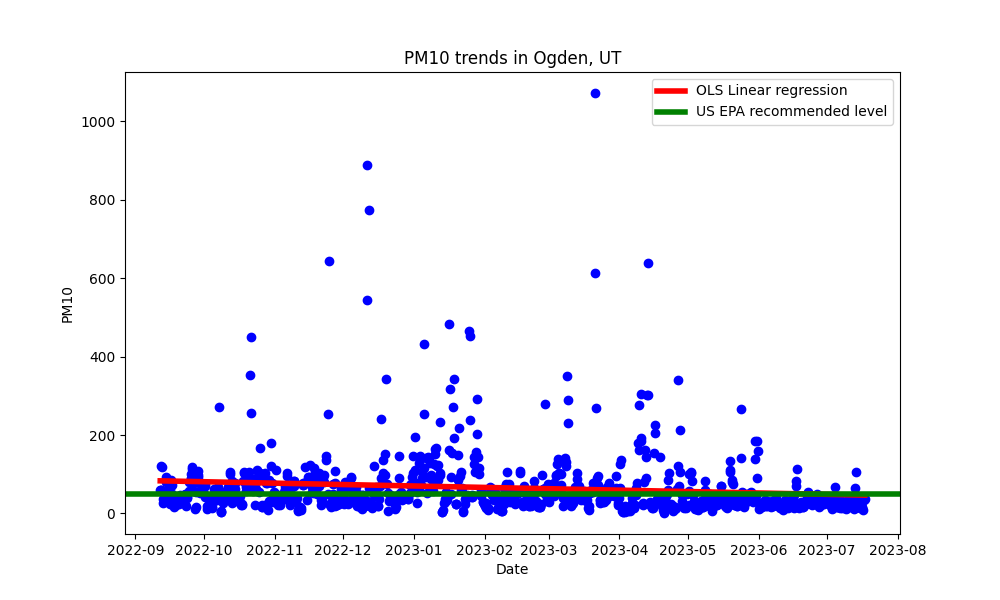 PM10 trends in Ogden, UT
OLS Linear regression
US EPA recommended level
1000
800
600
400
200
0
PM10
2022-09 2022-10 2022-11 2022-12 2023-01 2023-02 2023-03 2023-04 2023-05 2023-06 2023-07 2023-08
Date